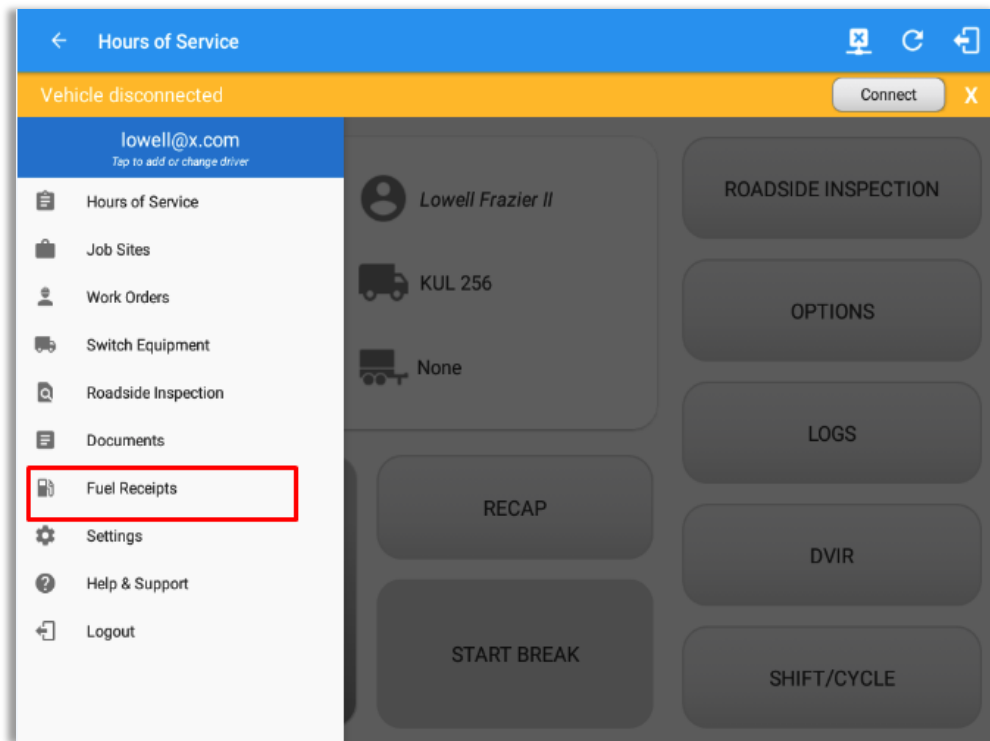 Hours of Service
Vehicle disconnected
Connect
X
lowell@x.com
Tap to add or change driver
Hours of Service
Job Sites
Work Orders
Switch Equipment
Roadside Inspection
Documents
Fuel Receipts
Settings
Help & Support
Logout
Lowell Frazier II
KUL 256
None
RECAP
START BREAK
ROADSIDE INSPECTION
OPTIONS
LOGS
DVIR
SHIFT/CYCLE